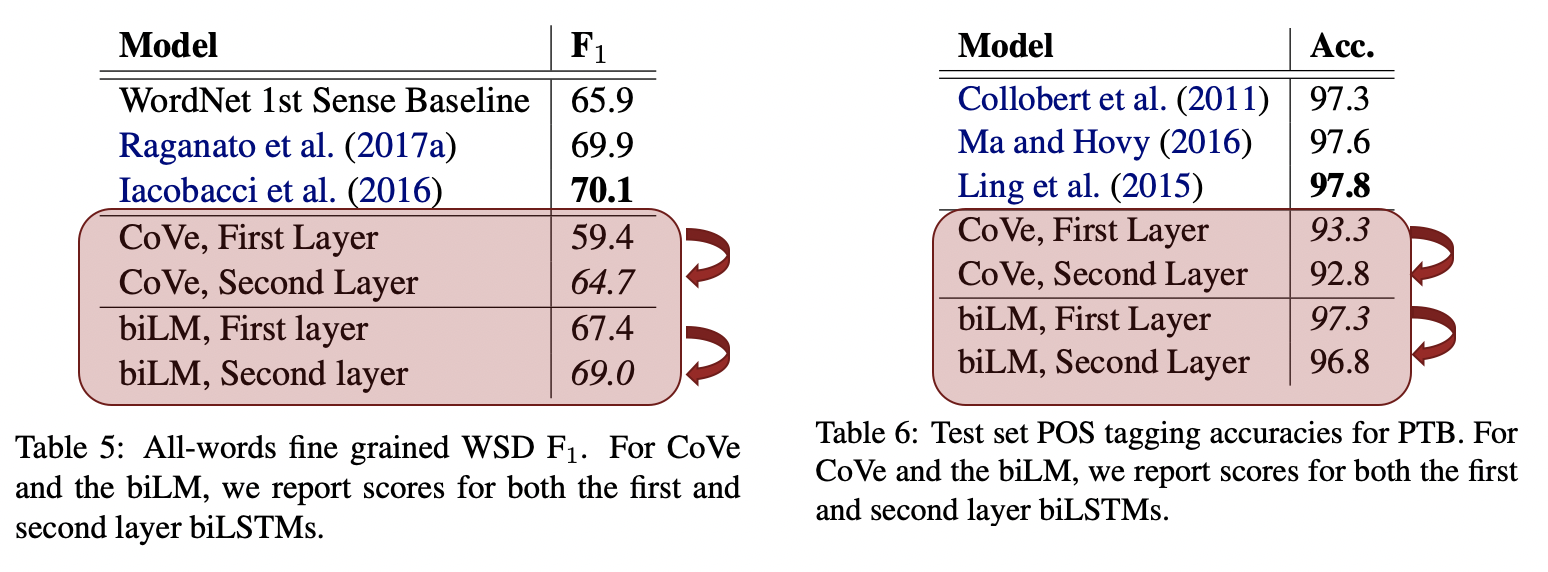 Model F1
WordNet 1st Sense Baseline 65.9
Raganato et al. (2017a) 69.9
Iacobacci et al. (2016) 70.1
CoVe, First Layer 59.4
CoVe, Second Layer 64.7
biLM, First layer 67.4
biLM, Second layer 69.0
Table 5: All-words fine grained WSD F1. For CoVe
and the biLM, we report scores for both the first and
second layer biLSTMs.
Model Acc.
Collobert et al. (2011) 97.3
Ma and Hovy (2016) 97.6
Ling et al. (2015) 97.8
CoVe, First Layer 93.3
CoVe, Second Layer 92.8
biLM, First Layer 97.3
biLM, Second Layer 96.8
Table 6: Test set POS tagging accuracies for PTB. For
CoVe and the biLM, we report scores for both the first
and second layer biLSTMs.